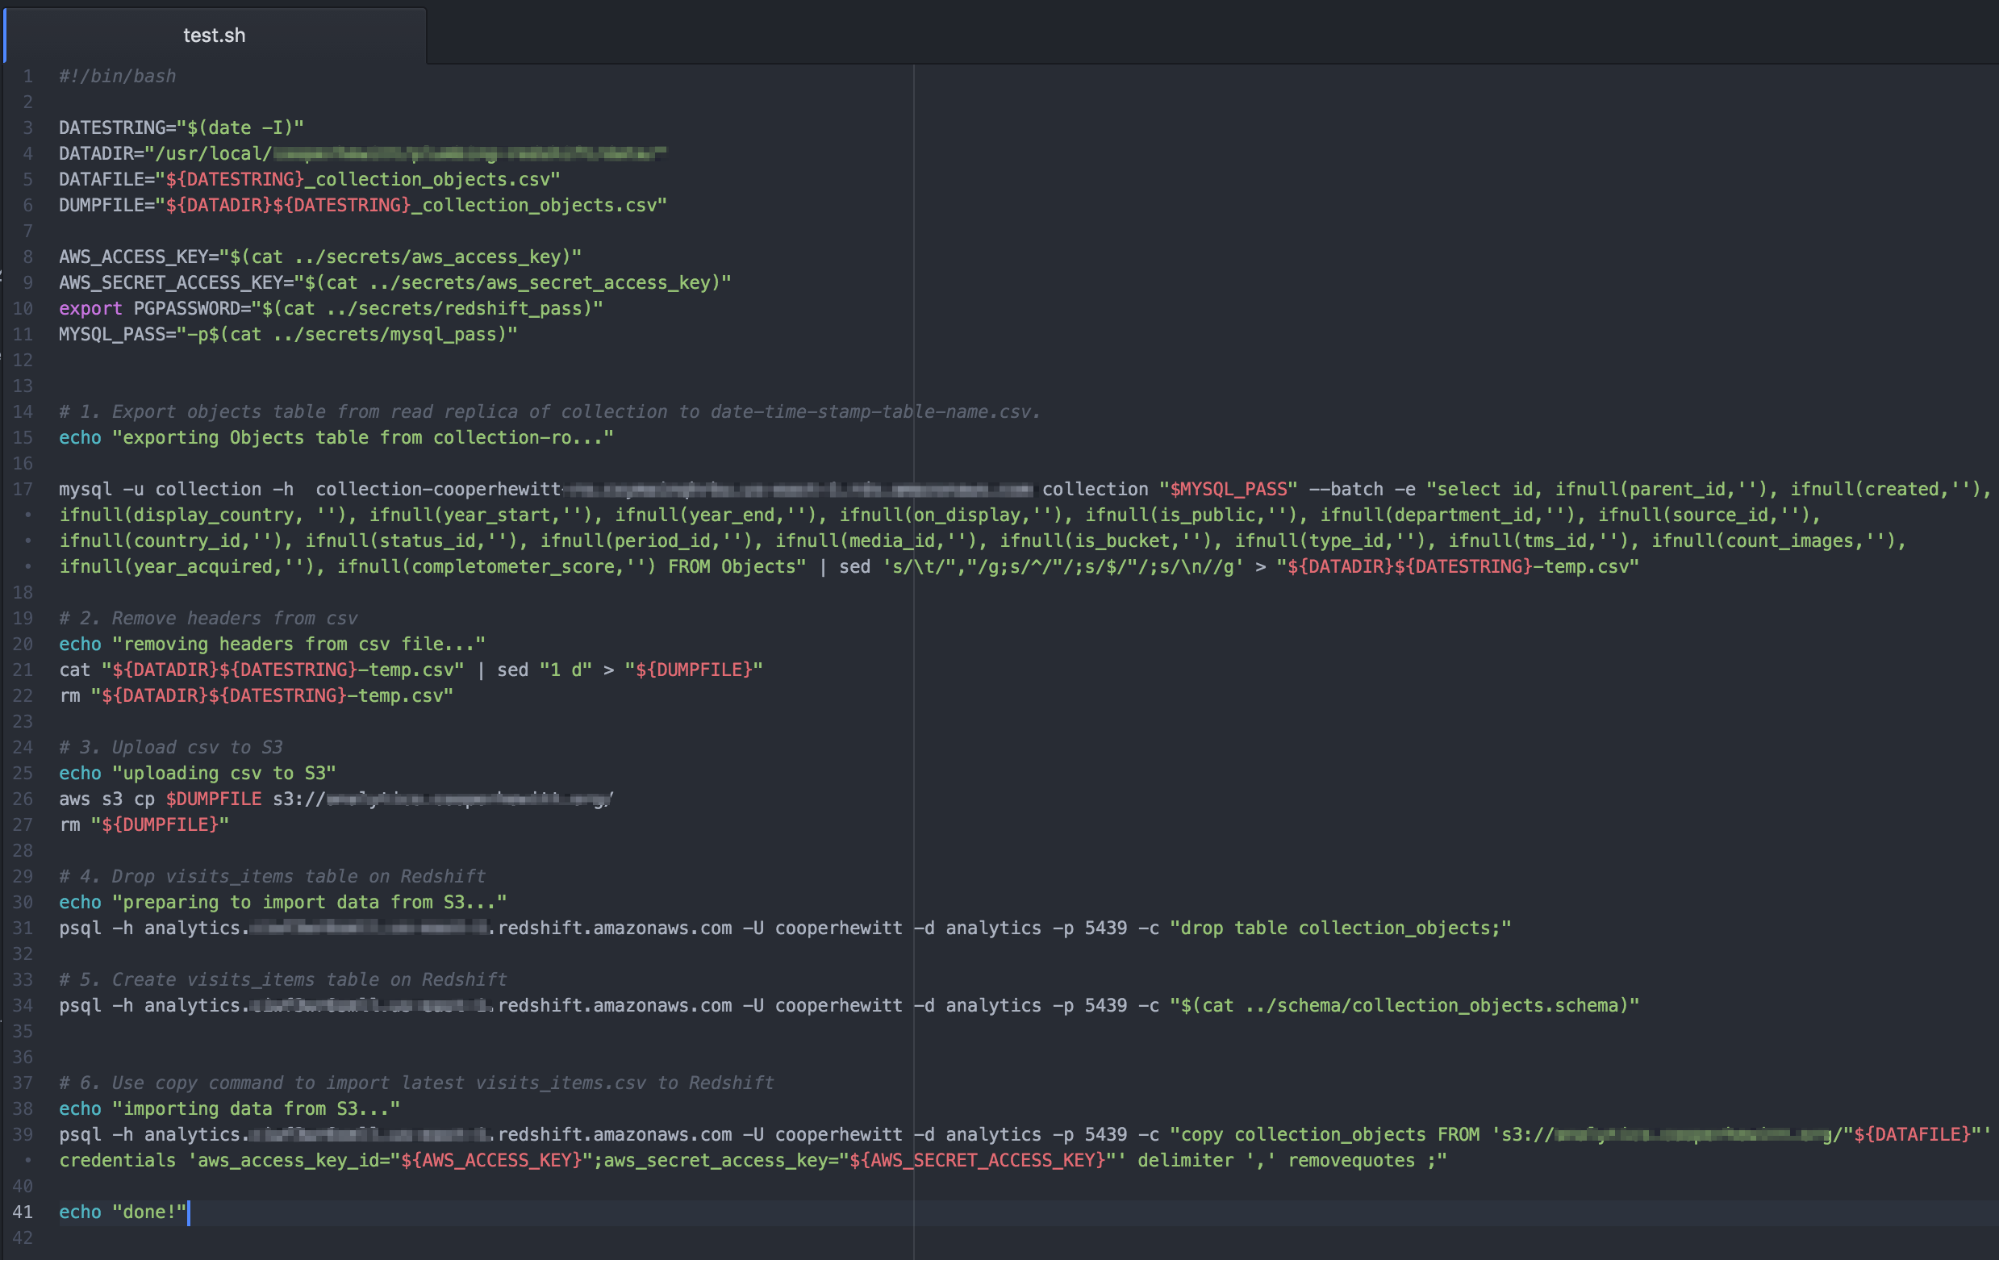 test.sh
1 #!/bin/bash
2
3 DATESTRING="$(date -I)"
4 DATADIR="/usr/local/
5 DATAFILE="${DATESTRING}_collection_objects.csv"
6 DUMPFILE="${DATADIR}${DATESTRING}_collection_objects.csv"
7
8 AWS_ACCESS_KEY="$(cat ../secrets/aws_access_key)"
9 AWS_SECRET_ACCESS_KEY="$(cat ../secrets/aws_secret_access_key)"
10 export PGPASSWORD="$(cat ../secrets/redshift_pass)"
11 MYSQL_PASS="-p$(cat ../secrets/mysql_pass)"
12
13
14 # 1. Export objects table from read replica of collection to date-time-stamp-table-name.csv.
15 echo "exporting Objects table from collection-ro..."
16
17 mysql -u collection -h  collection-cooperhewitt collection "$MYSQL_PASS" --batch -e "select id, ifnull(parent_id,''), ifnull(created,''),
• ifnull(display_country, ''), ifnull(year_start,''), ifnull(year_end,''), ifnull(on_display,''), ifnull(is_public,''), ifnull(department_id,''), ifnull(source_id,''),
• ifnull(country_id,''), ifnull(status_id,''), ifnull(period_id,''), ifnull(media_id,''), ifnull(is_bucket,''), ifnull(type_id,''), ifnull(tms_id,''), ifnull(count_images,''),
• ifnull(year_acquired,''), ifnull(completometer_score,'') FROM Objects" | sed 's/\t/","/g;s/^/"/;s/$/"/;s/\n//g' > "${DATADIR}${DATESTRING}-temp.csv"
18
19 # 2. Remove headers from csv
20 echo "removing headers from csv file..."
21 cat "${DATADIR}${DATESTRING}-temp.csv" | sed "1 d" > "${DUMPFILE}"
22 rm "${DATADIR}${DATESTRING}-temp.csv"
23
24 # 3. Upload csv to S3
25 echo "uploading csv to S3"
26 aws s3 cp $DUMPFILE s3:// /
27 rm "${DUMPFILE}"
28
29 # 4. Drop visits_items table on Redshift
30 echo "preparing to import data from S3..."
31 psql -h analytics. .redshift.amazonaws.com -U cooperhewitt -d analytics -p 5439 -c "drop table collection_objects;"
32
33 # 5. Create visits_items table on Redshift
34 psql -h analytics. .redshift.amazonaws.com -U cooperhewitt -d analytics -p 5439 -c "$(cat ../schema/collection_objects.schema)"
35
36
37 # 6. Use copy command to import latest visits_items.csv to Redshift
38 echo "importing data from S3..."
39 psql -h analytics. .redshift.amazonaws.com -U cooperhewitt -d analytics -p 5439 -c "copy collection_objects FROM 's3:// /"${DATAFILE}"'
• credentials 'aws_access_key_id="${AWS_ACCESS_KEY}";aws_secret_access_key="${AWS_SECRET_ACCESS_KEY}"' delimiter ',' removequotes ;"
40
41 echo "done!"
42